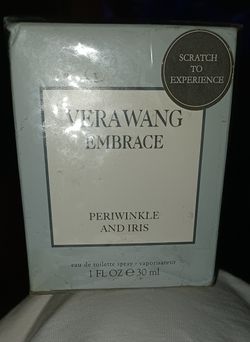 SCRATCH
TO
EXPERIENCE
VERAWANG
EMBRACE
PERIWINKLE
AND IRIS
eau de toilette spray - vaporisateur
1 FL OZ ℮ 30 ml